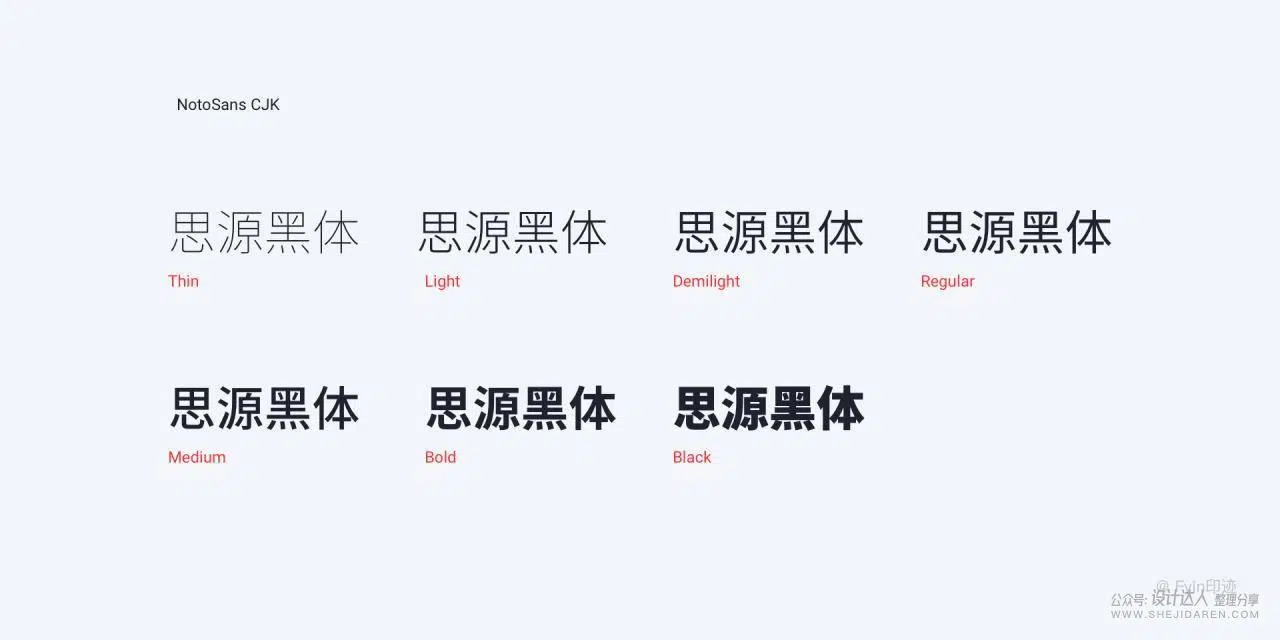 NotoSans CJK
思源黑体 思源黑体 思源黑体 思源黑体
Thin Light Demilight Regular
思源黑体 思源黑体 思源黑体
Medium Bold Black
@ Evin印迹
公众号: 设计达人 整理分享
WWW.SHEJIDAREN.COM